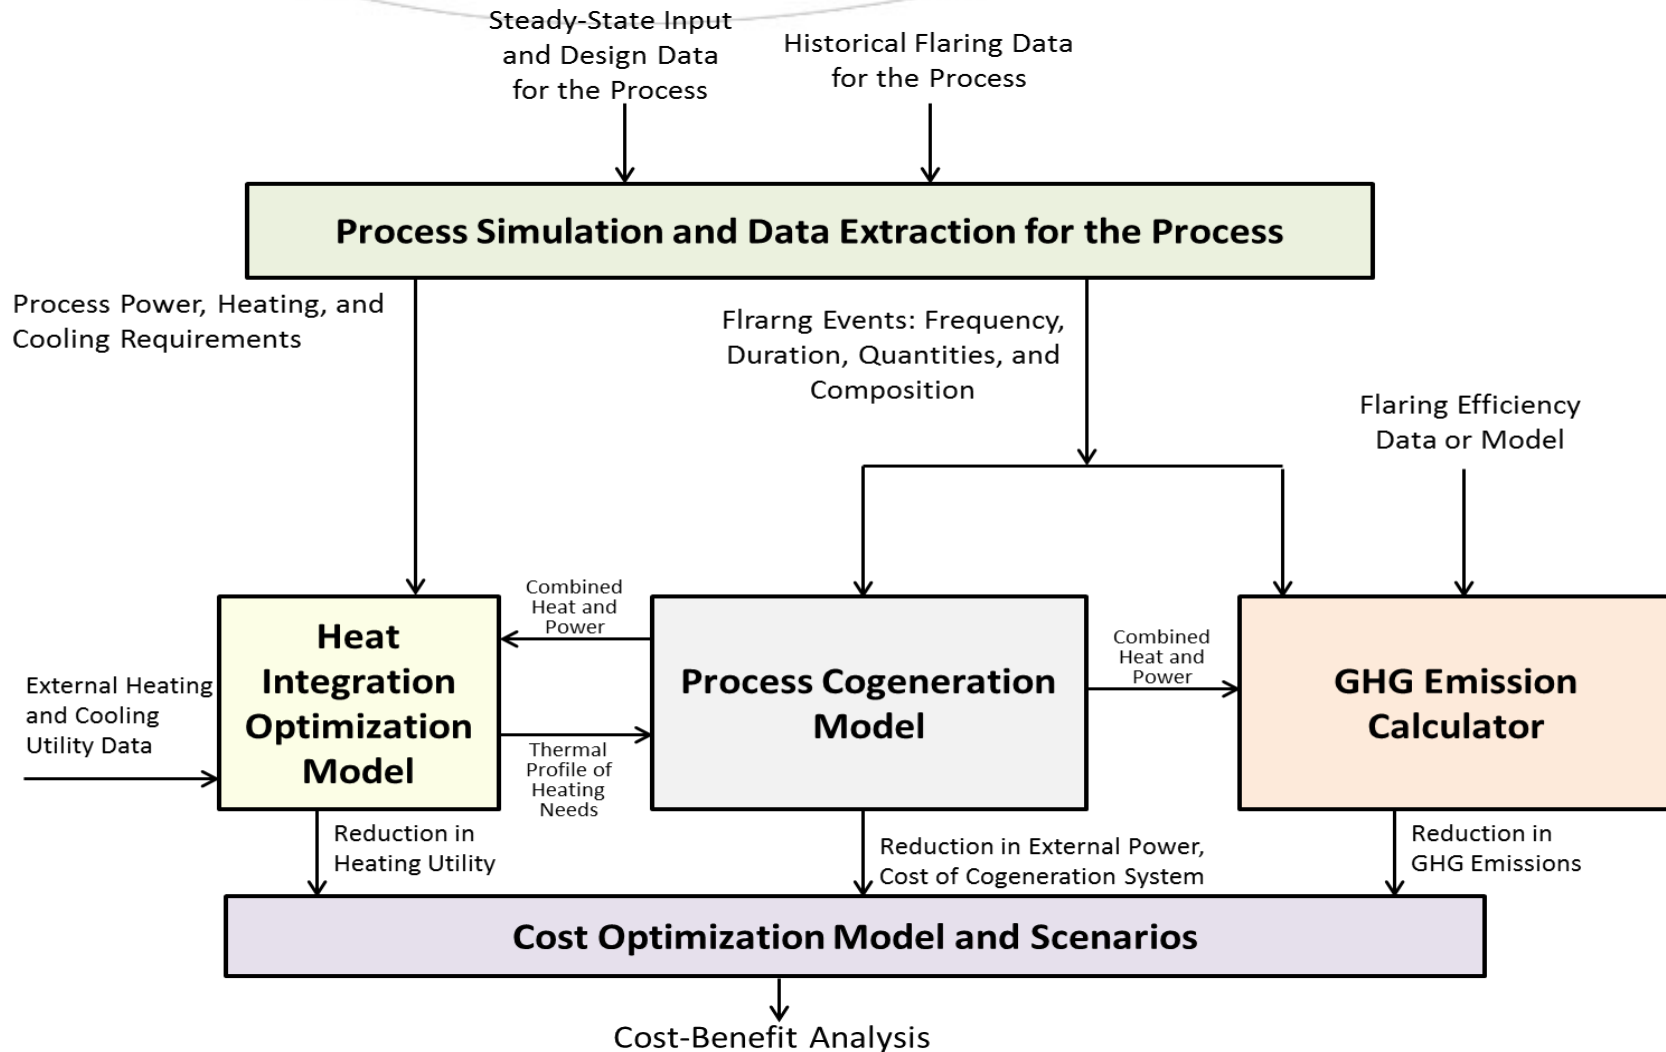 Steady-State Input
and Design Data
for the Process
Historical Flaring Data
for the Process
Process Simulation and Data Extraction for the Process
Process Power, Heating, and
Cooling Requirements
Flrarng Events: Frequency,
Duration, Quantities, and
Composition
Flaring Efficiency
Data or Model
Combined
Heat and
Power
Heat
Integration
Optimization
Model
External Heating
and Cooling
Utility Data
Thermal
Profile of
Heating
Needs
Process Cogeneration
Model
Combined
Heat and
Power
GHG Emission
Calculator
Reduction in
Heating Utility
Reduction in External Power,
Cost of Cogeneration System
Reduction in
GHG Emissions
Cost Optimization Model and Scenarios
Cost-Benefit Analysis